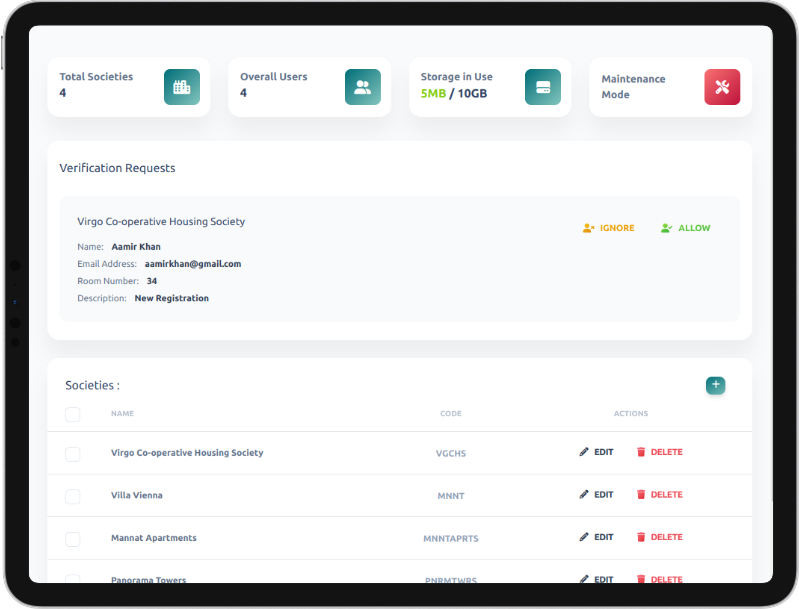 Total Societies
4
Overall Users
4
Storage in Use
5MB / 10GB
Maintenance
Mode
Verification Requests
Virgo Co-operative Housing Society
IGNORE ALLOW
Name: Aamir Khan
Email Address: aamirkhan@gmail.com
Room Number: 34
Description: New Registration
Societies :
+
NAME CODE ACTIONS
Virgo Co-operative Housing Society VGCHS EDIT DELETE
Villa Vienna MNNT EDIT DELETE
Mannat Apartments MNNTAPRTS EDIT DELETE
Panorama Towers PNRMTWRS EDIT DELETE